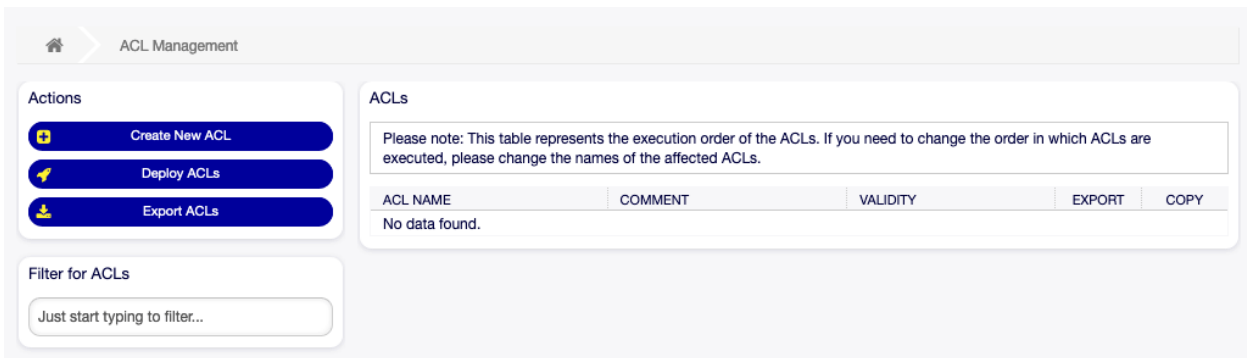 ACL Management
Actions
Create New ACL
Deploy ACLs
Export ACLs
Filter for ACLs
Just start typing to filter...
ACLs
Please note: This table represents the execution order of the ACLs. If you need to change the order in which ACLs are
executed, please change the names of the affected ACLs.
ACL NAME COMMENT VALIDITY EXPORT COPY
No data found.